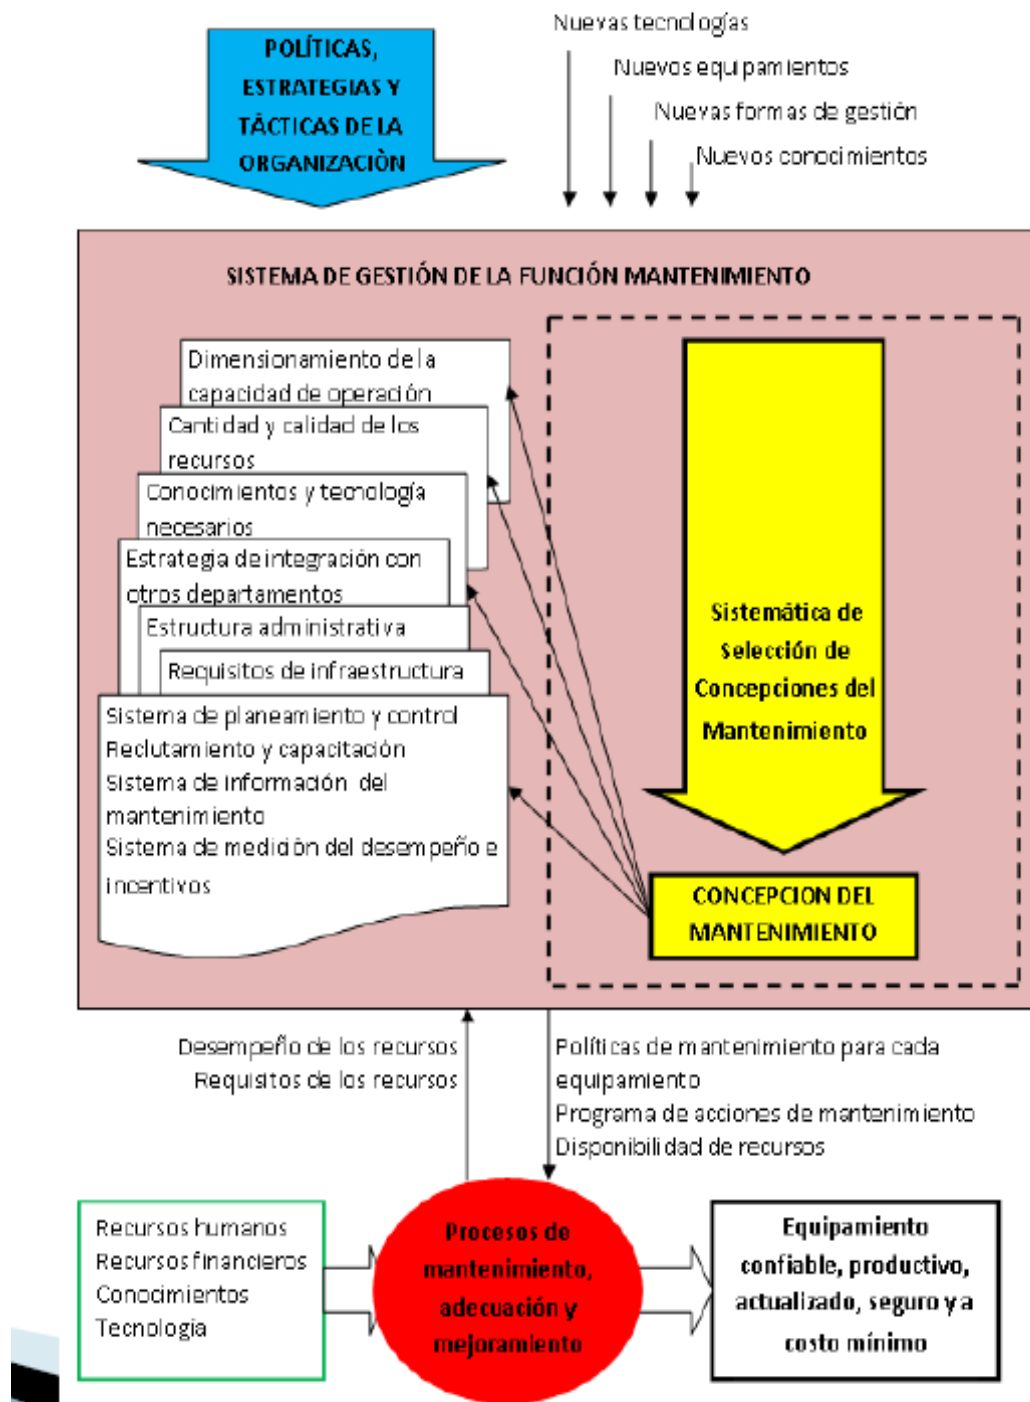 POLÍTICAS,
ESTRATEGIAS Y
TÁCTICAS DE LA
ORGANIZACIÒN
Nuevas tecnologías
Nuevos equipamientos
Nuevas formas de gestión
Nuevos conocimientos
SISTEMA DE GESTIÓN DE LA FUNCIÓN MANTENIMIENTO
Dimensionamiento de la
capacidad de operación
Cantidad y calidad de los
recursos
Conocimientos y tecnología
necesarios
Estrategia de integración con
otros departamentos
Estructura administrativa
Requisitos de infraestructura
Sistema de planeamiento y control
Reclutamiento y capacitación
Sistema de información del
mantenimiento
Sistema de medición del desempeño e
incentivos
Sistemática de
Selección de
Concepciones del
Mantenimiento
CONCEPCION DEL
MANTENIMIENTO
Desempeño de los recursos
Requisitos de los recursos
Políticas de mantenimiento para cada
equipamiento
Programa de acciones de mantenimiento
Disponibilidad de recursos
Recursos humanos
Recursos financieros
Conocimientos
Tecnología
Procesos de
mantenimiento,
adecuación y
mejoramiento
Equipamiento
confiable, productivo,
actualizado, seguro y a
costo mínimo